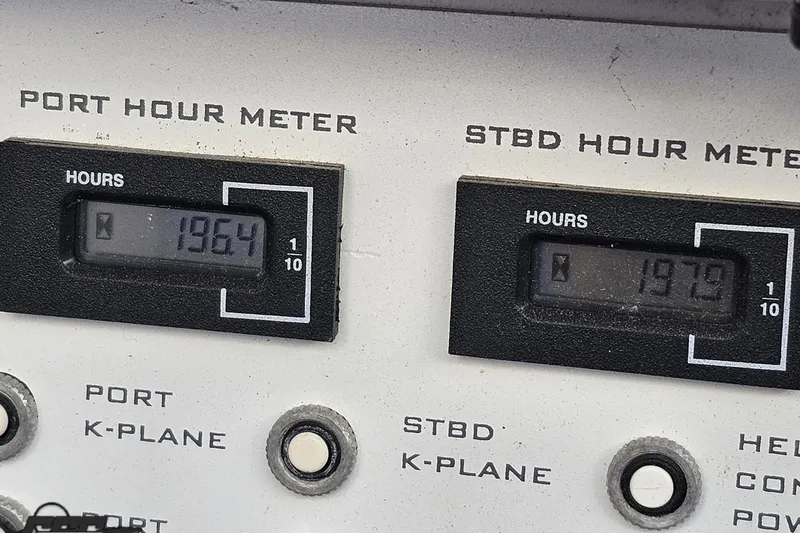 PORT HOUR METER
HOURS
196.4
1
10
STBD HOUR METE
HOURS
197.9
1
10
PORT
K-PLANE
STBD
K-PLANE
HEL
CON
POW
PORT